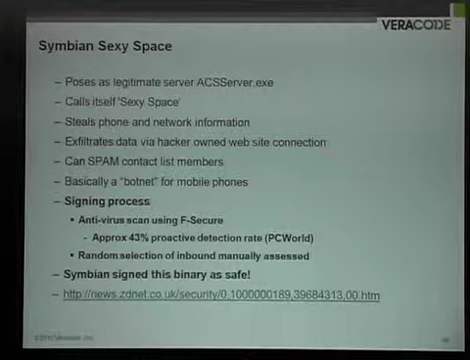 VERACODE
Symbian Sexy Space
– Poses as legitimate server ACSServer.exe
– Calls itself 'Sexy Space'
– Steals phone and network information
– Exfiltrates data via hacker owned web site connection
– Can SPAM contact list members
– Basically a "botnet" for mobile phones
– Signing process
• Anti-virus scan using F-Secure
– Approx 43% proactive detection rate (PCWorld)
• Random selection of inbound manually assessed
– Symbian signed this binary as safe!
– http://news.zdnet.co.uk/security/0,1000000189,39684313,00.htm
© 2010 Veracode, Inc.